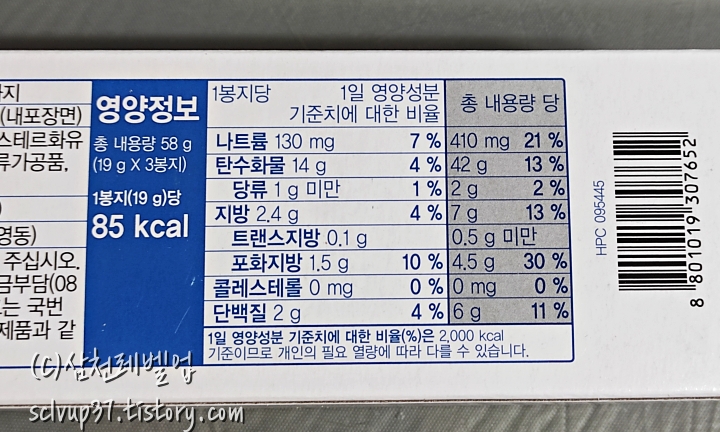 까지
(내포장면)
스테르화유
류가공품,
영동)
주십시오.
금부담(08
는 국번
제품과 같
영양정보
총 내용량 58 g
(19 g X 3봉지)
1봉지(19 g)당
85 kcal
1봉지당 1일 영양성분 기준치에 대한 비율 총 내용량 당
나트륨 130 mg 7 % 410 mg 21 %
탄수화물 14 g 4 % 42 g 13 %
당류 1 g 미만 1 % 2 g 2 %
지방 2.4 g 4 % 7 g 13 %
트랜스지방 0.1 g 0.5 g 미만
포화지방 1.5 g 10 % 4.5 g 30 %
콜레스테롤 0 mg 0 % 0 mg 0 %
단백질 2 g 4 % 6 g 11 %
1일 영양성분 기준치에 대한 비율(%)은 2,000 kcal
기준이므로 개인의 필요 열량에 따라 다를 수 있습니다.
HPC 095445
8 801019 307652
(C)삼천레벨업
sclvup37.tistory.com